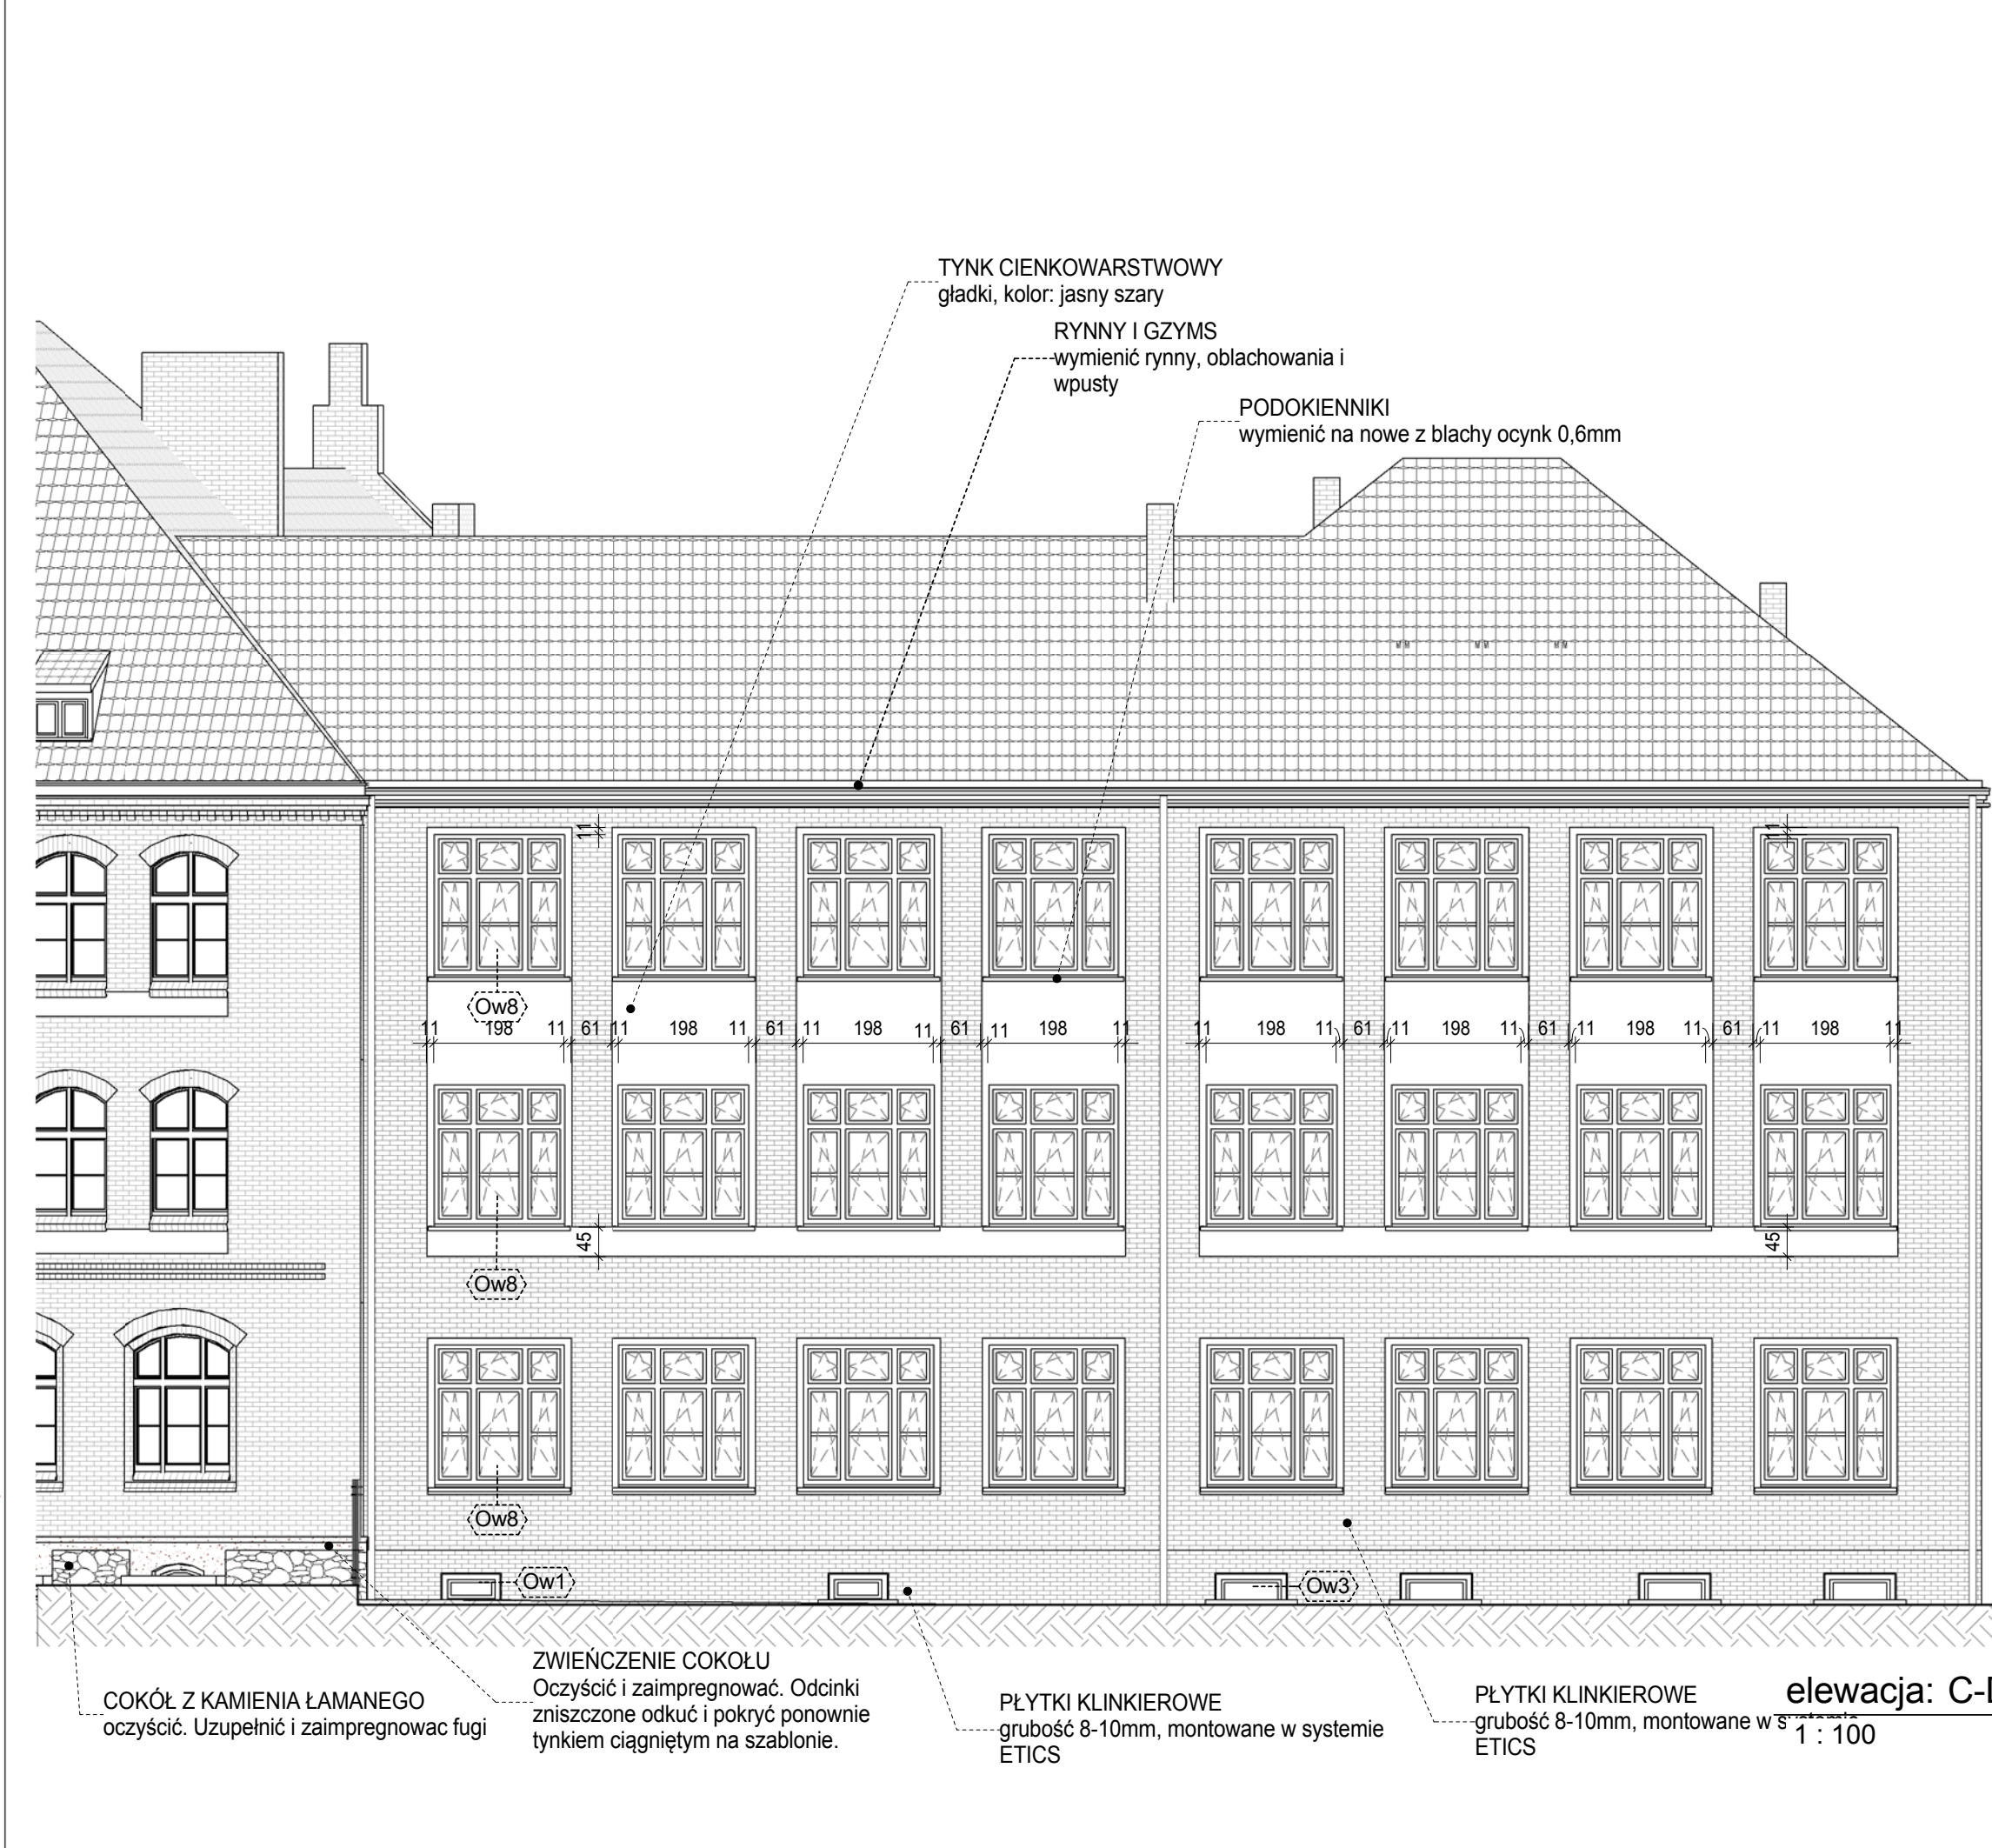 TYNK CIENKOWARSTWOWY
gładki, kolor: jasny szary
RYNNY I GZYMS
wymienić rynny, oblachowania i
wpusty
PODOKIENNIKI
wymienić na nowe z blachy ocynk 0,6mm
11
11
Ow8
11 198 11 61 11 198 11 61 11 198 11 61 11 198 11
11 198 11 61 11 198 11 61 11 198 11 61 11 198 11
45
45
Ow8
Ow8
Ow1
Ow3
COKÓŁ Z KAMIENIA ŁAMANEGO
oczyścić. Uzupełnić i zaimpregnowac fugi
ZWIEŃCZENIE COKOŁU
Oczyścić i zaimpregnować. Odcinki
zniszczone odkuć i pokryć ponownie
tynkiem ciągniętym na szablonie.
PŁYTKI KLINKIEROWE
grubość 8-10mm, montowane w systemie
ETICS
PŁYTKI KLINKIEROWE
grubość 8-10mm, montowane w
ETICS
elewacja:
1 : 100